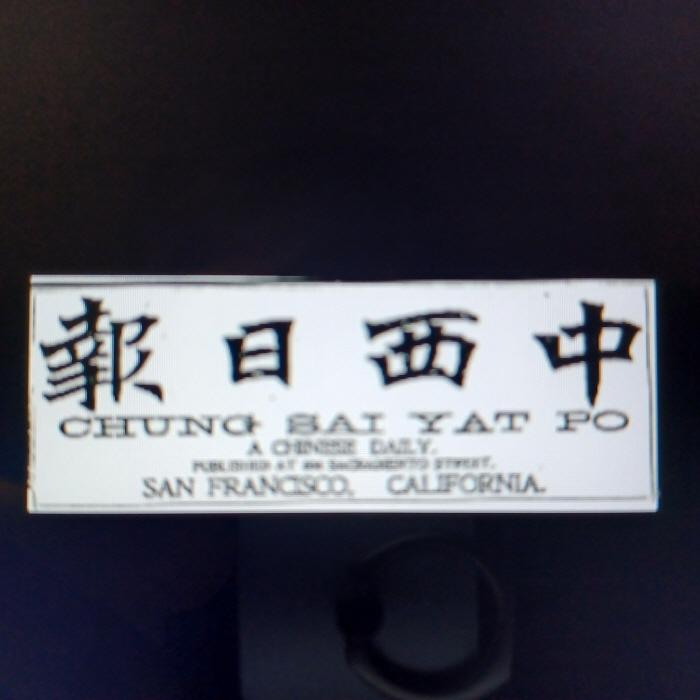 中西日報
CHUNG SAI YAT PO
A CHINESE DAILY.
PUBLISHED AT SACRAMENTO STREET,
SAN FRANCISCO, CALIFORNIA.